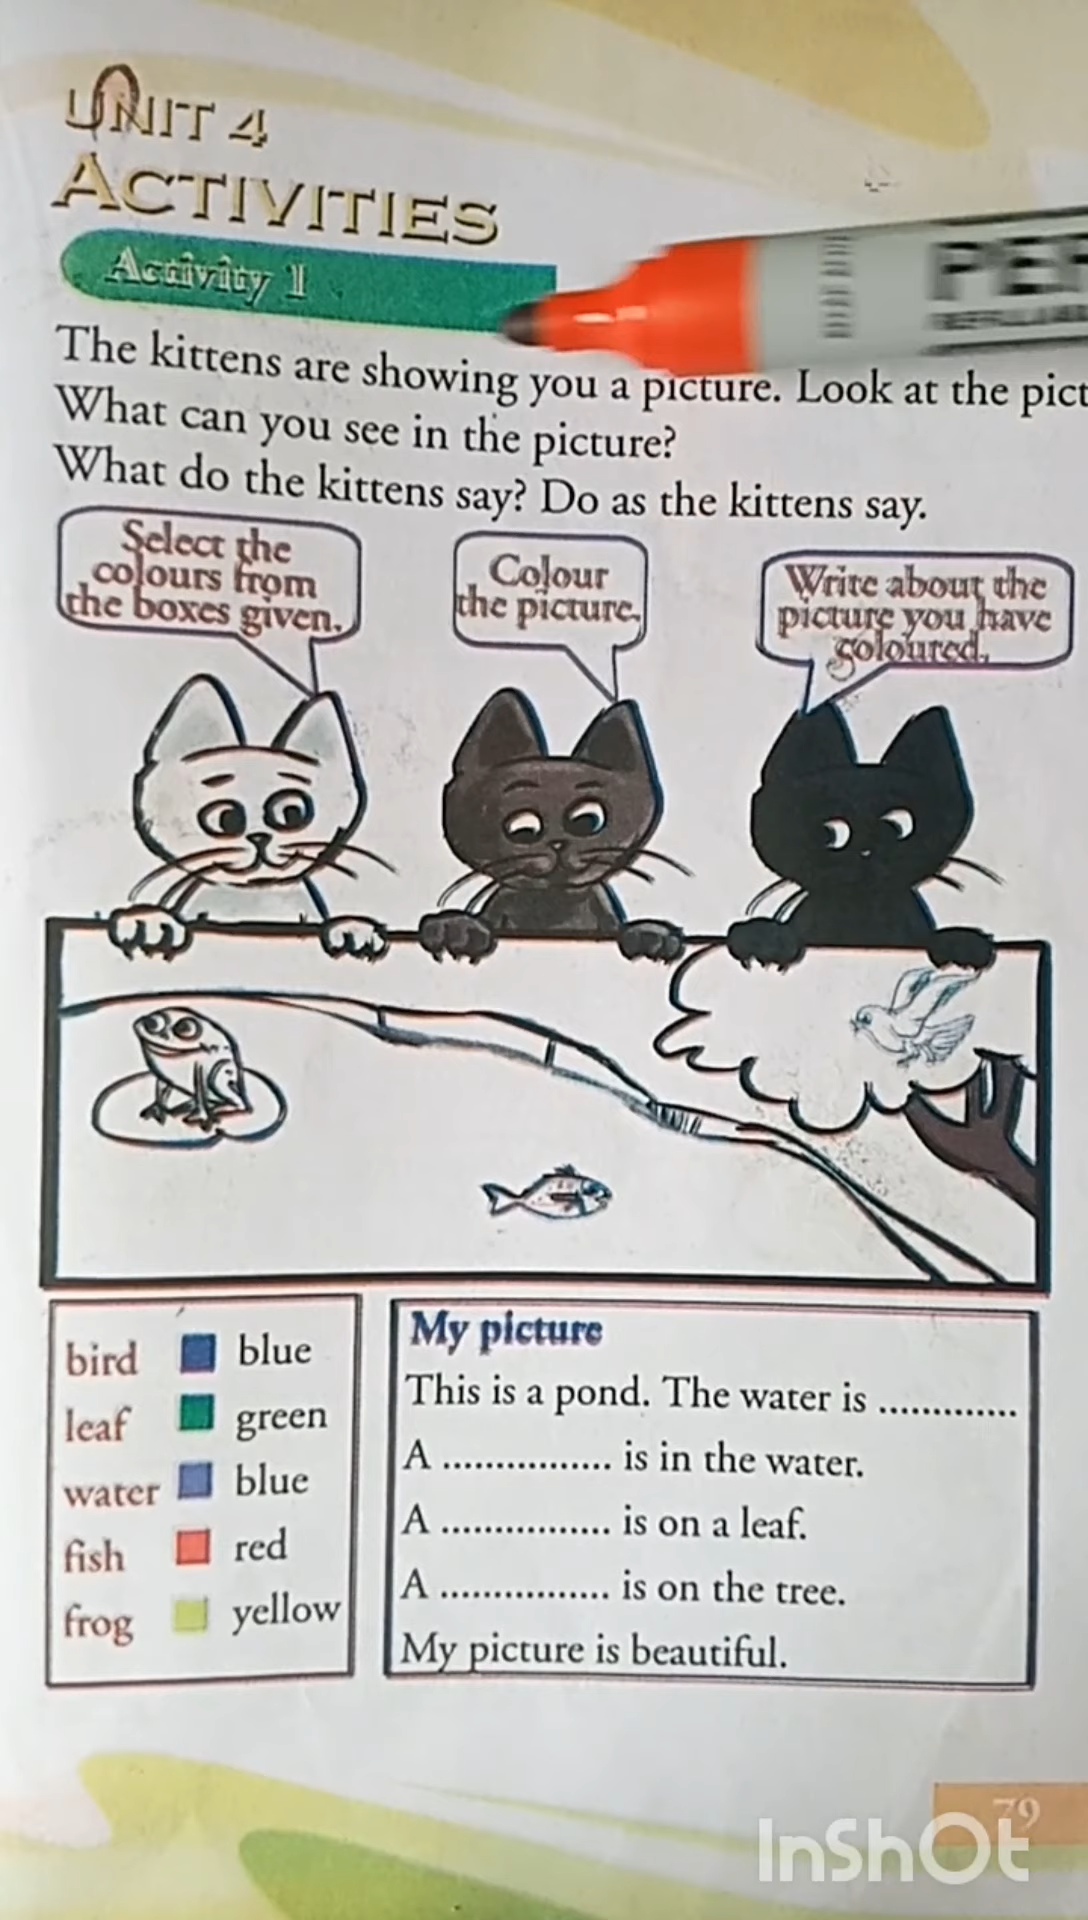 UNIT 4
ACTIVITIES
Activity 1
The kittens are showing you a picture. Look at the pict
What can you see in the picture?
What do the kittens say? Do as the kittens say.
Select the
colours from
the boxes given.
Colour
the picture.
Write about the
picture you have
coloured.
bird blue
leaf green
water blue
fish red
frog yellow
My picture
This is a pond. The water is .............
A ................ is in the water.
A ................ is on a leaf.
A ................ is on the tree.
My picture is beautiful.
79
InShOt